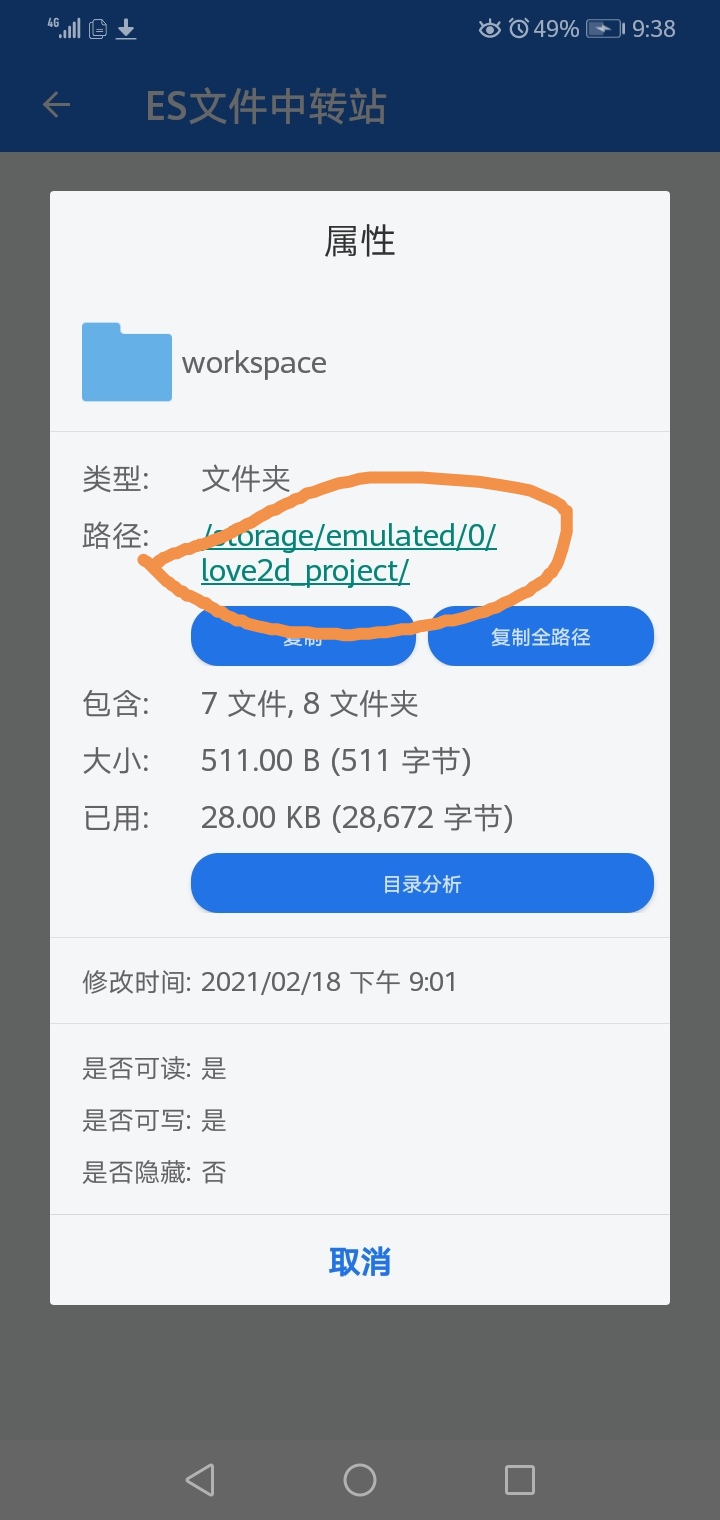 4G 49% 9:38
ES文件中转站
属性
workspace
类型: 文件夹
路径: /storage/emulated/0/
love2d_project/
复制 复制全路径
包含: 7 文件, 8 文件夹
大小: 511.00 B (511 字节)
已用: 28.00 KB (28,672 字节)
目录分析
修改时间: 2021/02/18 下午 9:01
是否可读: 是
是否可写: 是
是否隐藏: 否
取消